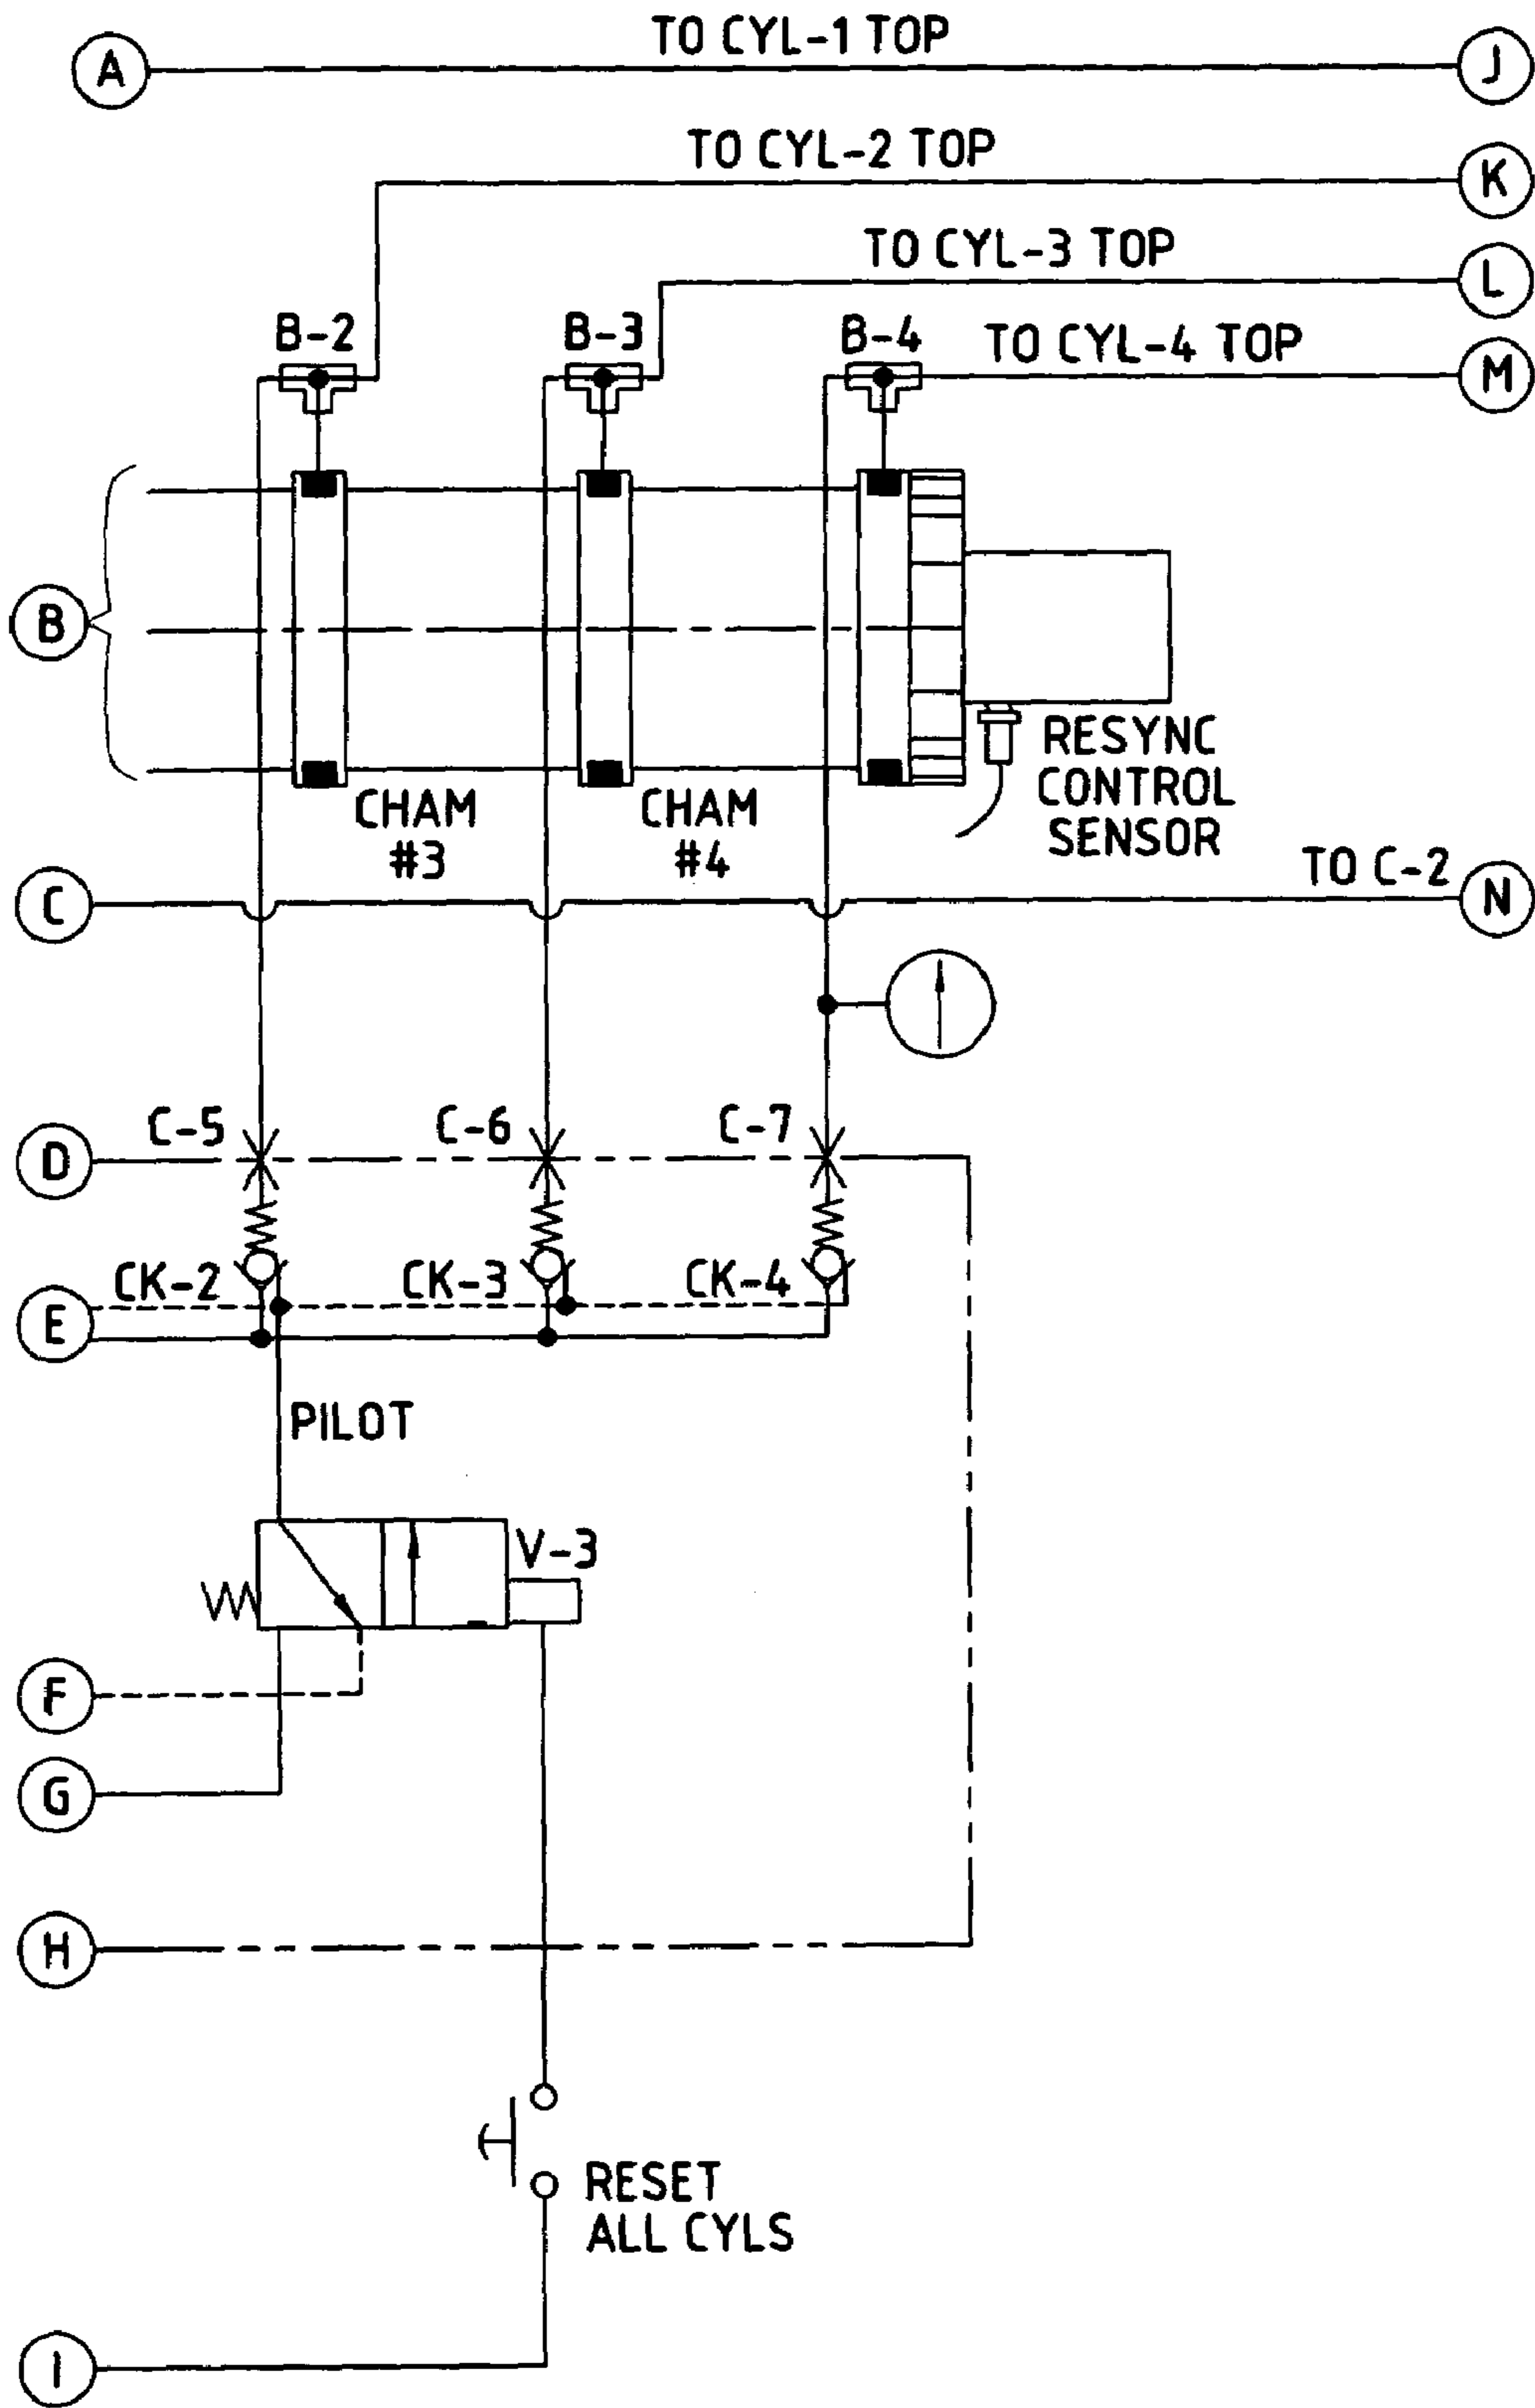 TO CYL-1 TOP
A
J
TO CYL-2 TOP
K
TO CYL-3 TOP
L
B-2
B-3
B-4
TO CYL-4 TOP
M
B
RESYNC
CONTROL
SENSOR
CHAM
#3
CHAM
#4
TO C-2
C
N
C-5
C-6
C-7
D
CK-2
CK-3
CK-4
E
PILOT
V-3
F
G
H
RESET
ALL CYLS
I